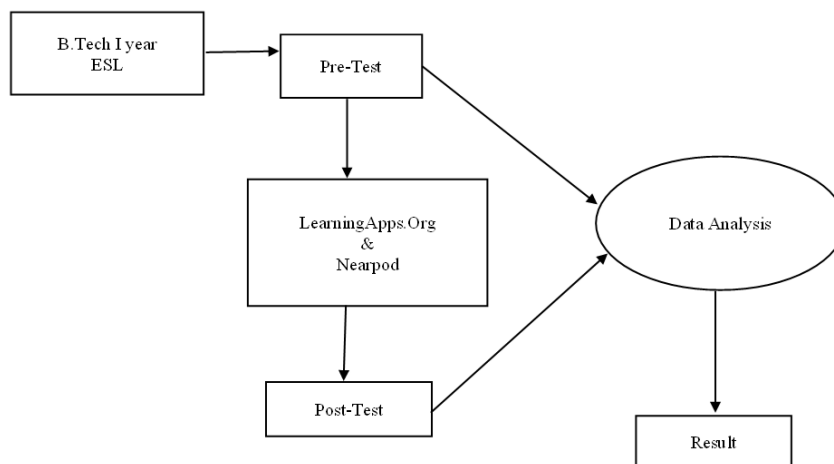 B.Tech I year
ESL
Pre-Test
LearningApps.Org
&
Nearpod
Data Analysis
Post-Test
Result